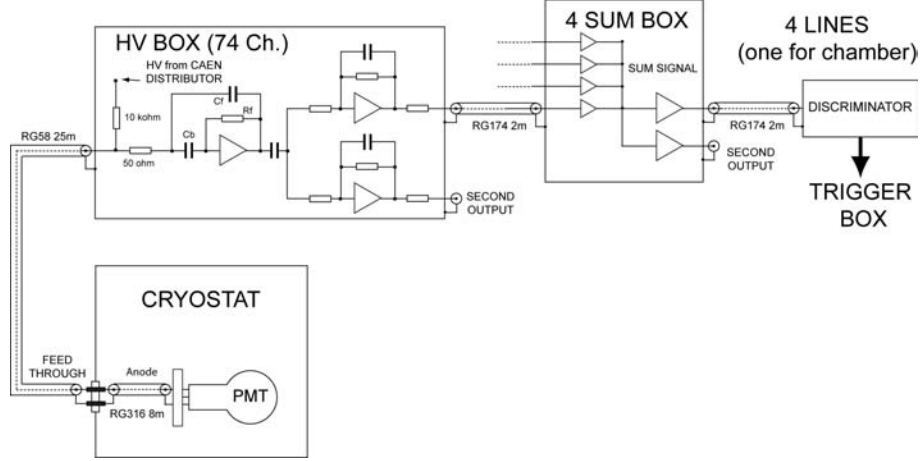 HV BOX (74 Ch.)
HV from CAEN
DISTRIBUTOR
10 kohm
Cf
Rf
Cb
50 ohm
RG58 25m
SECOND
OUTPUT
RG174 2m
4 SUM BOX
SUM SIGNAL
RG174 2m
SECOND
OUTPUT
4 LINES
(one for chamber)
DISCRIMINATOR
TRIGGER
BOX
CRYOSTAT
FEED
THROUGH
Anode
RG316 8m
PMT